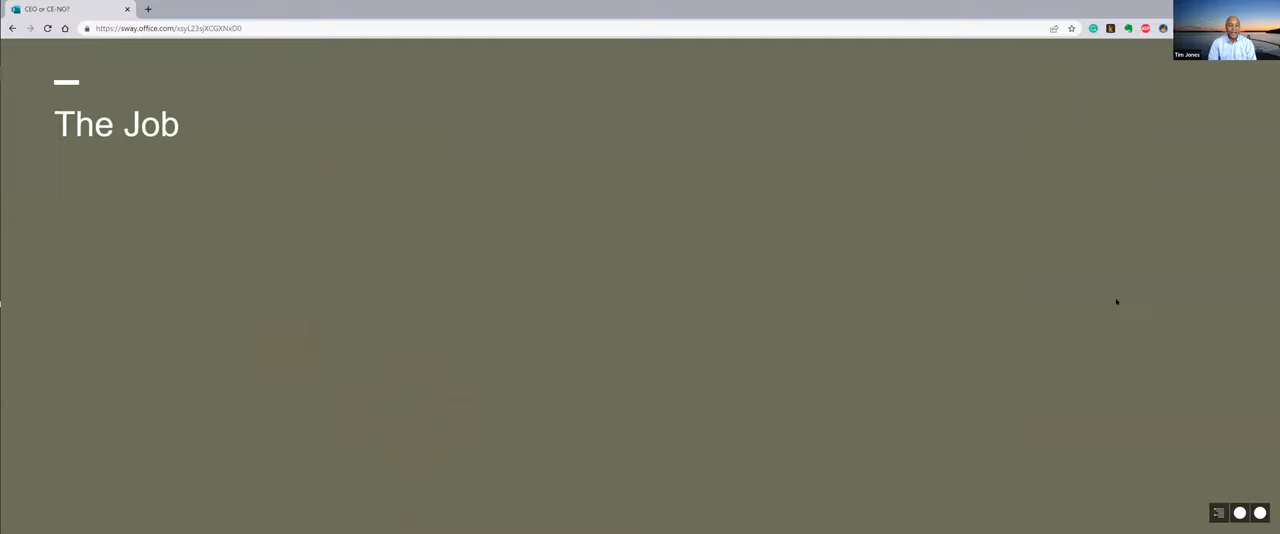 CEO or CE-NO?
https://sway.office.com/xsyL23sjXCGXNxD0
Tim Jones
The Job